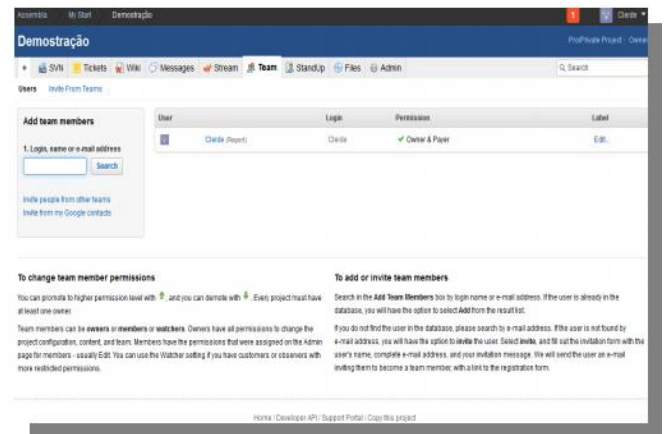 Assembla My Start Demostração 1 Cleide
Demostração ProPrivate Project Owner
SVN Tickets Wiki Messages Stream Team StandUp Files Admin Search
Users Invite From Teams
Add team members
1. Login, name or e-mail address
Search
Invite people from other teams
Invite from my Google contacts
User Login Permission Label
Cleide (Report) Cleide Owner & Payer Edit..
To change team member permissions
You can promote to higher permission level with , and you can demote with . Every project must have
at least one owner.
Team members can be owners or members or watchers. Owners have all permissions to change the
project configuration, content, and team. Members have the permissions that were assigned on the Admin
page for members - usually Edit. You can use the Watcher setting if you have customers or observers with
more restricted permissions.
To add or invite team members
Search in the Add Team Members box by login name or e-mail address. If the user is already in the
database, you will have the option to select Add from the result list.
If you do not find the user in the database, please search by e-mail address. If the user is not found by
e-mail address, you will have the option to invite the user. Select invite, and fill out the invitation form with the
user's name, complete e-mail address, and your invitation message. We will send the user an e-mail
inviting them to become a team member, with a link to the registration form.
Home / Developer API / Support Portal / Copy this project